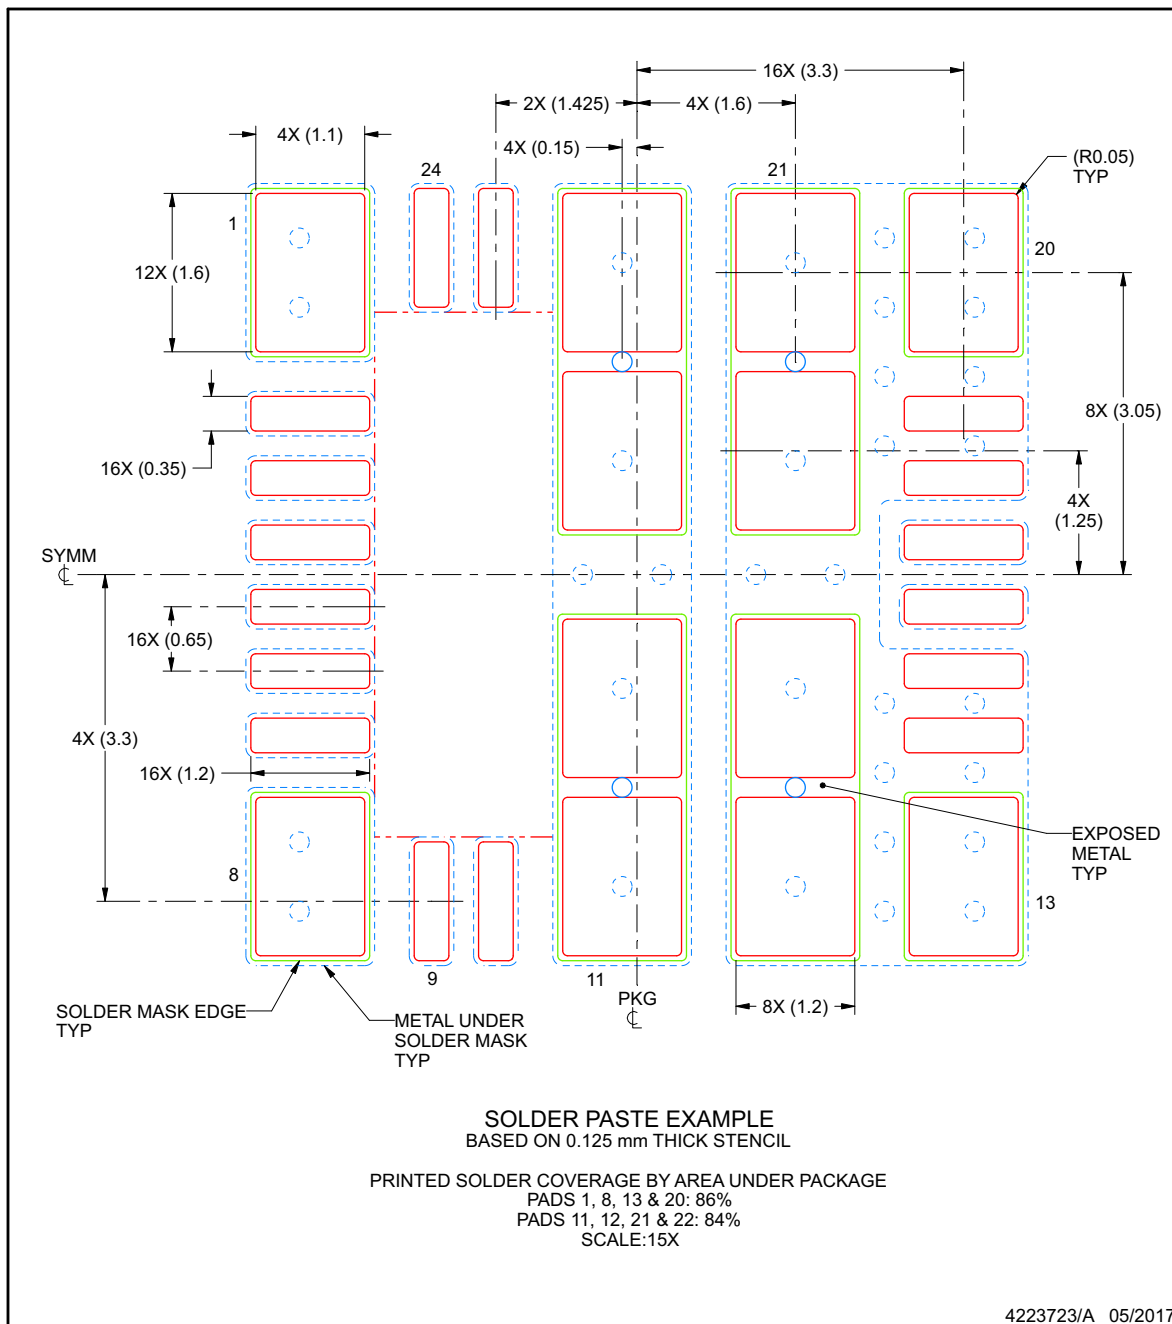 16X (3.3)
2X (1.425)
4X (1.6)
4X (1.1)
4X (0.15)
(R0.05)
TYP
24
21
1
20
12X (1.6)
8X (3.05)
16X (0.35)
4X
(1.25)
SYMM
16X (0.65)
4X (3.3)
16X (1.2)
EXPOSED
METAL
TYP
8
13
9
11
PKG
8X (1.2)
SOLDER MASK EDGE
TYP
METAL UNDER
SOLDER MASK
TYP
SOLDER PASTE EXAMPLE
BASED ON 0.125 mm THICK STENCIL
PRINTED SOLDER COVERAGE BY AREA UNDER PACKAGE
PADS 1, 8, 13 & 20: 86%
PADS 11, 12, 21 & 22: 84%
SCALE:15X
4223723/A 05/2017